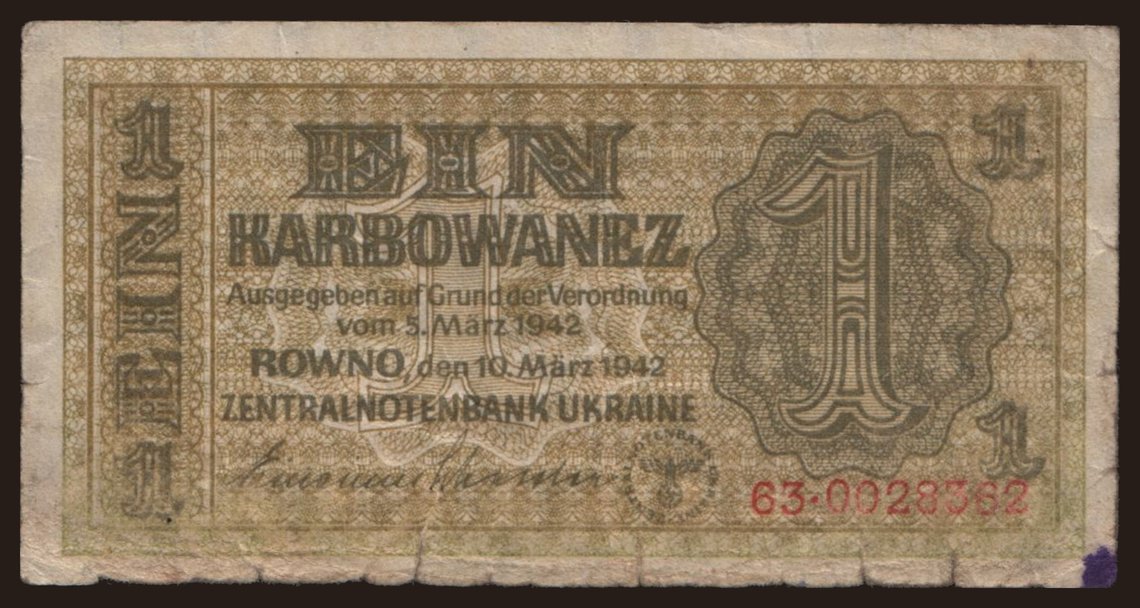 1 EIN 1
EIN
KARBOWANEZ
Ausgegeben auf Grund der Verordnung
vom 5. März 1942
ROWNO, den 10. März 1942
ZENTRALNOTENBANK UKRAINE
1
1
1
63·0028362